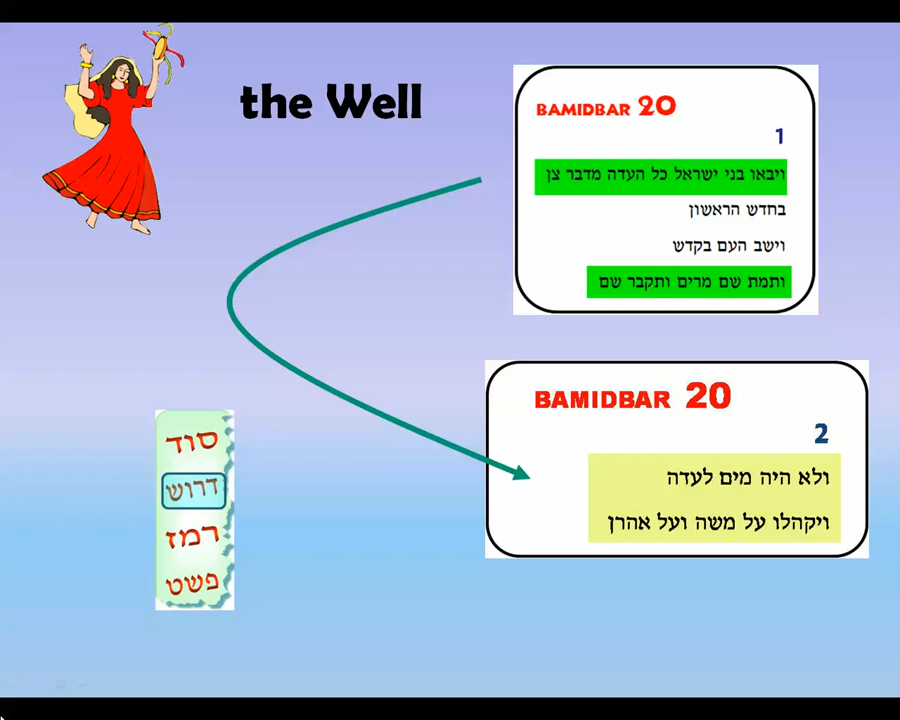 the Well
BAMIDBAR 20
1
ויבאו בני ישראל כל העדה מדבר צן
בחדש הראשון
וישב העם בקדש
ותמת שם מרים ותקבר שם
BAMIDBAR 20
2
ולא היה מים לעדה
ויקהלו על משה ועל אהרן
סוד
דרוש
רמז
פשט